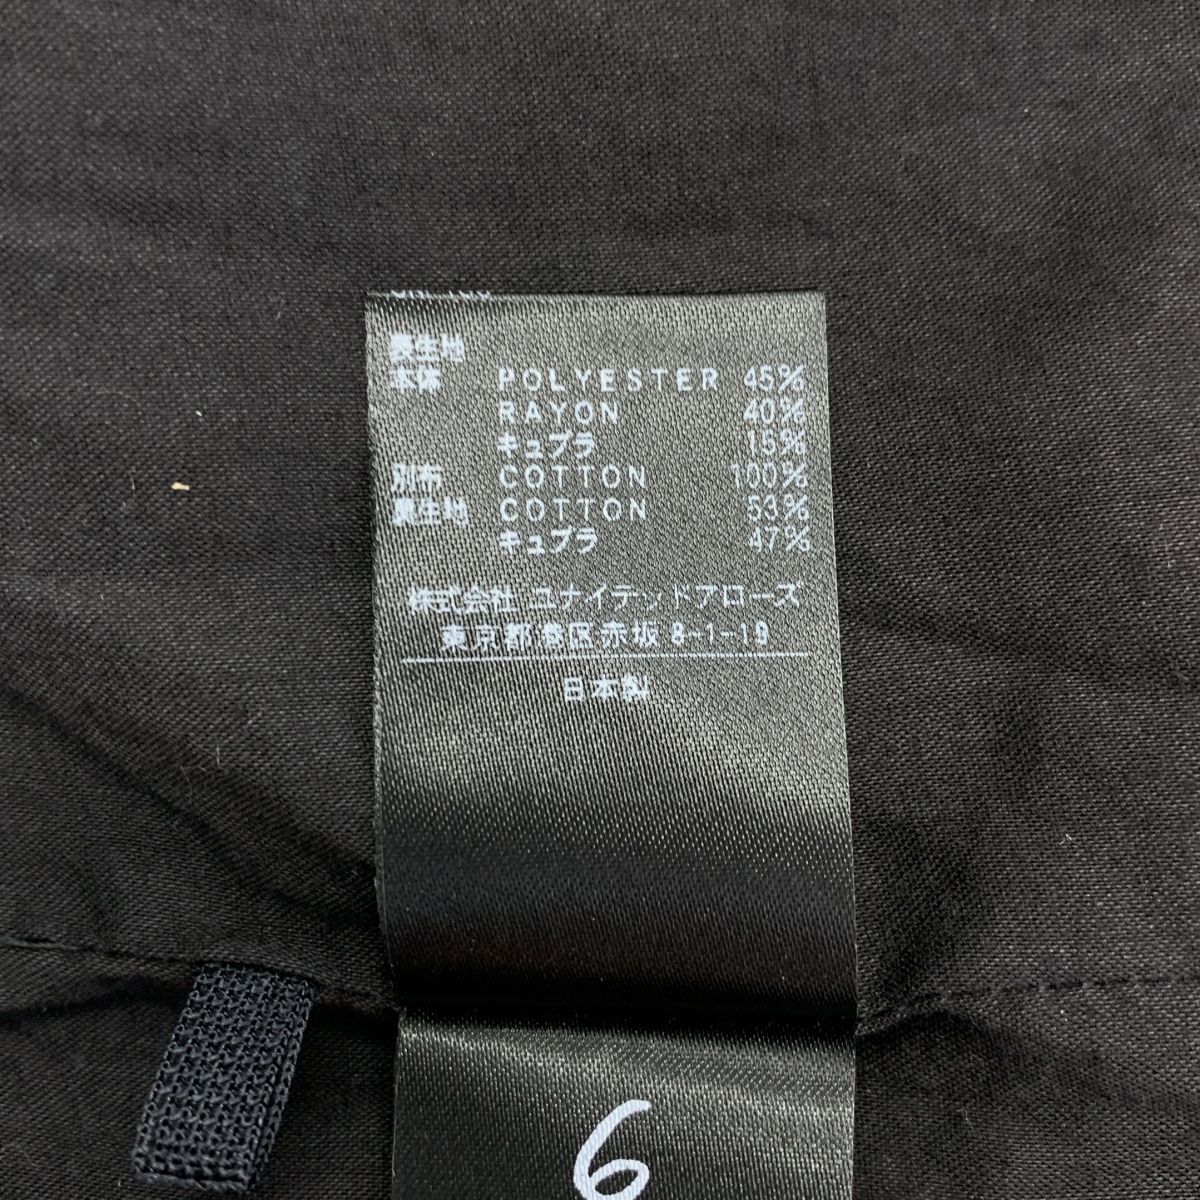 表生地
本体 POLYESTER 45%
RAYON 40%
キュプラ 15%
別布 COTTON 100%
裏生地 COTTON 53%
キュプラ 47%
株式会社 ユナイテッドアローズ
東京都港区赤坂 8-1-19
日本製
6